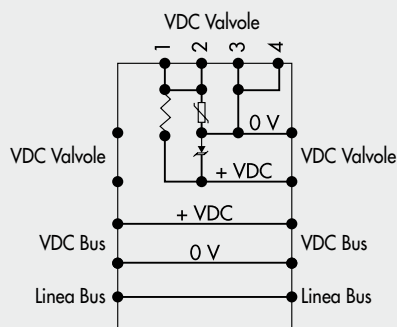 VDC Valvole
1 2 3 4
0 V
VDC Valvole VDC Valvole
+ VDC
+ VDC
VDC Bus VDC Bus
0 V
Linea Bus Linea Bus